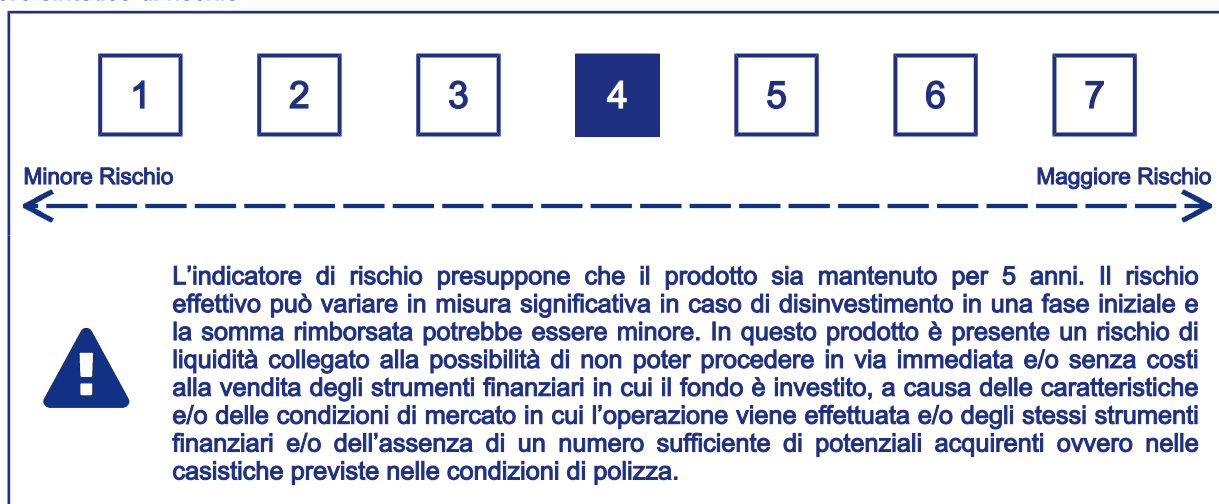 1 2 3 4 5 6 7
Minore Rischio Maggiore Rischio
L'indicatore di rischio presuppone che il prodotto sia mantenuto per 5 anni. Il rischio
effettivo può variare in misura significativa in caso di disinvestimento in una fase iniziale e
la somma rimborsata potrebbe essere minore. In questo prodotto è presente un rischio di
liquidità collegato alla possibilità di non poter procedere in via immediata e/o senza costi
alla vendita degli strumenti finanziari in cui il fondo è investito, a causa delle caratteristiche
e/o delle condizioni di mercato in cui l'operazione viene effettuata e/o degli stessi strumenti
finanziari e/o dell'assenza di un numero sufficiente di potenziali acquirenti ovvero nelle
casistiche previste nelle condizioni di polizza.